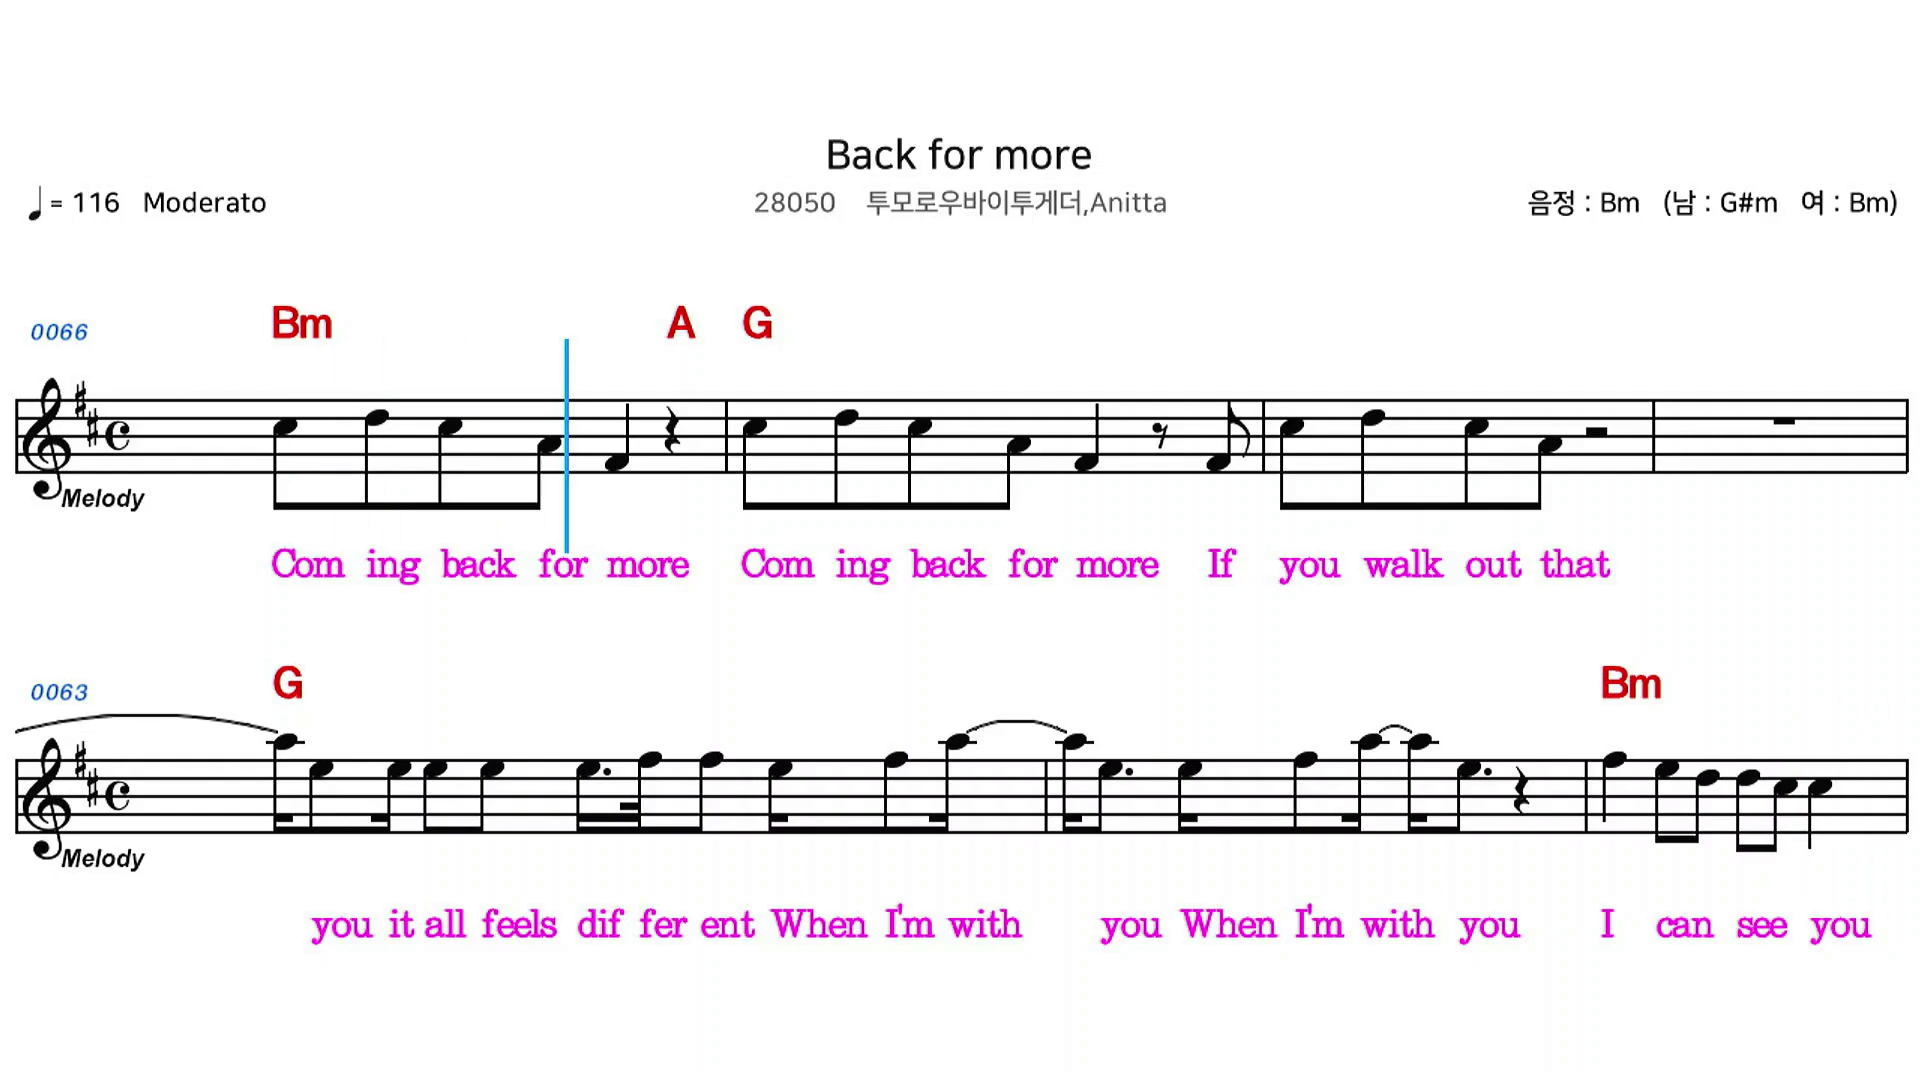 Back for more
♩= 116 Moderato 28050 투모로우바이투게더,Anitta 음정 : Bm (남 : G#m 여 : Bm)
0066 Bm A G
Melody
Com ing back for more Com ing back for more If you walk out that
0063 G Bm
Melody
you it all feels dif fer ent When I'm with you When I'm with you I can see you